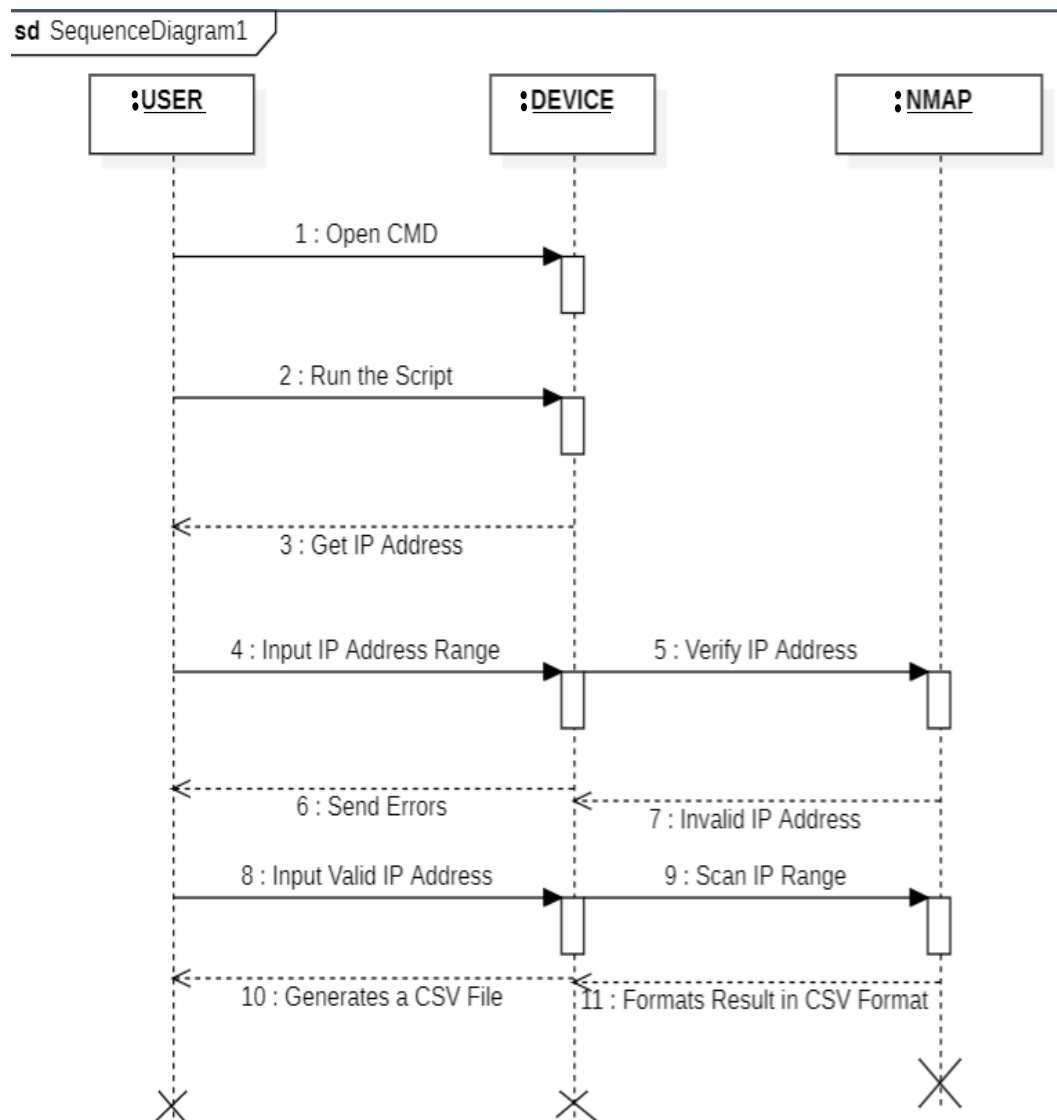 sd SequenceDiagram1
:USER
:DEVICE
:NMAP
1 : Open CMD
2 : Run the Script
3 : Get IP Address
4 : Input IP Address Range
5 : Verify IP Address
6 : Send Errors
7 : Invalid IP Address
8 : Input Valid IP Address
9 : Scan IP Range
10 : Generates a CSV File
11 : Formats Result in CSV Format